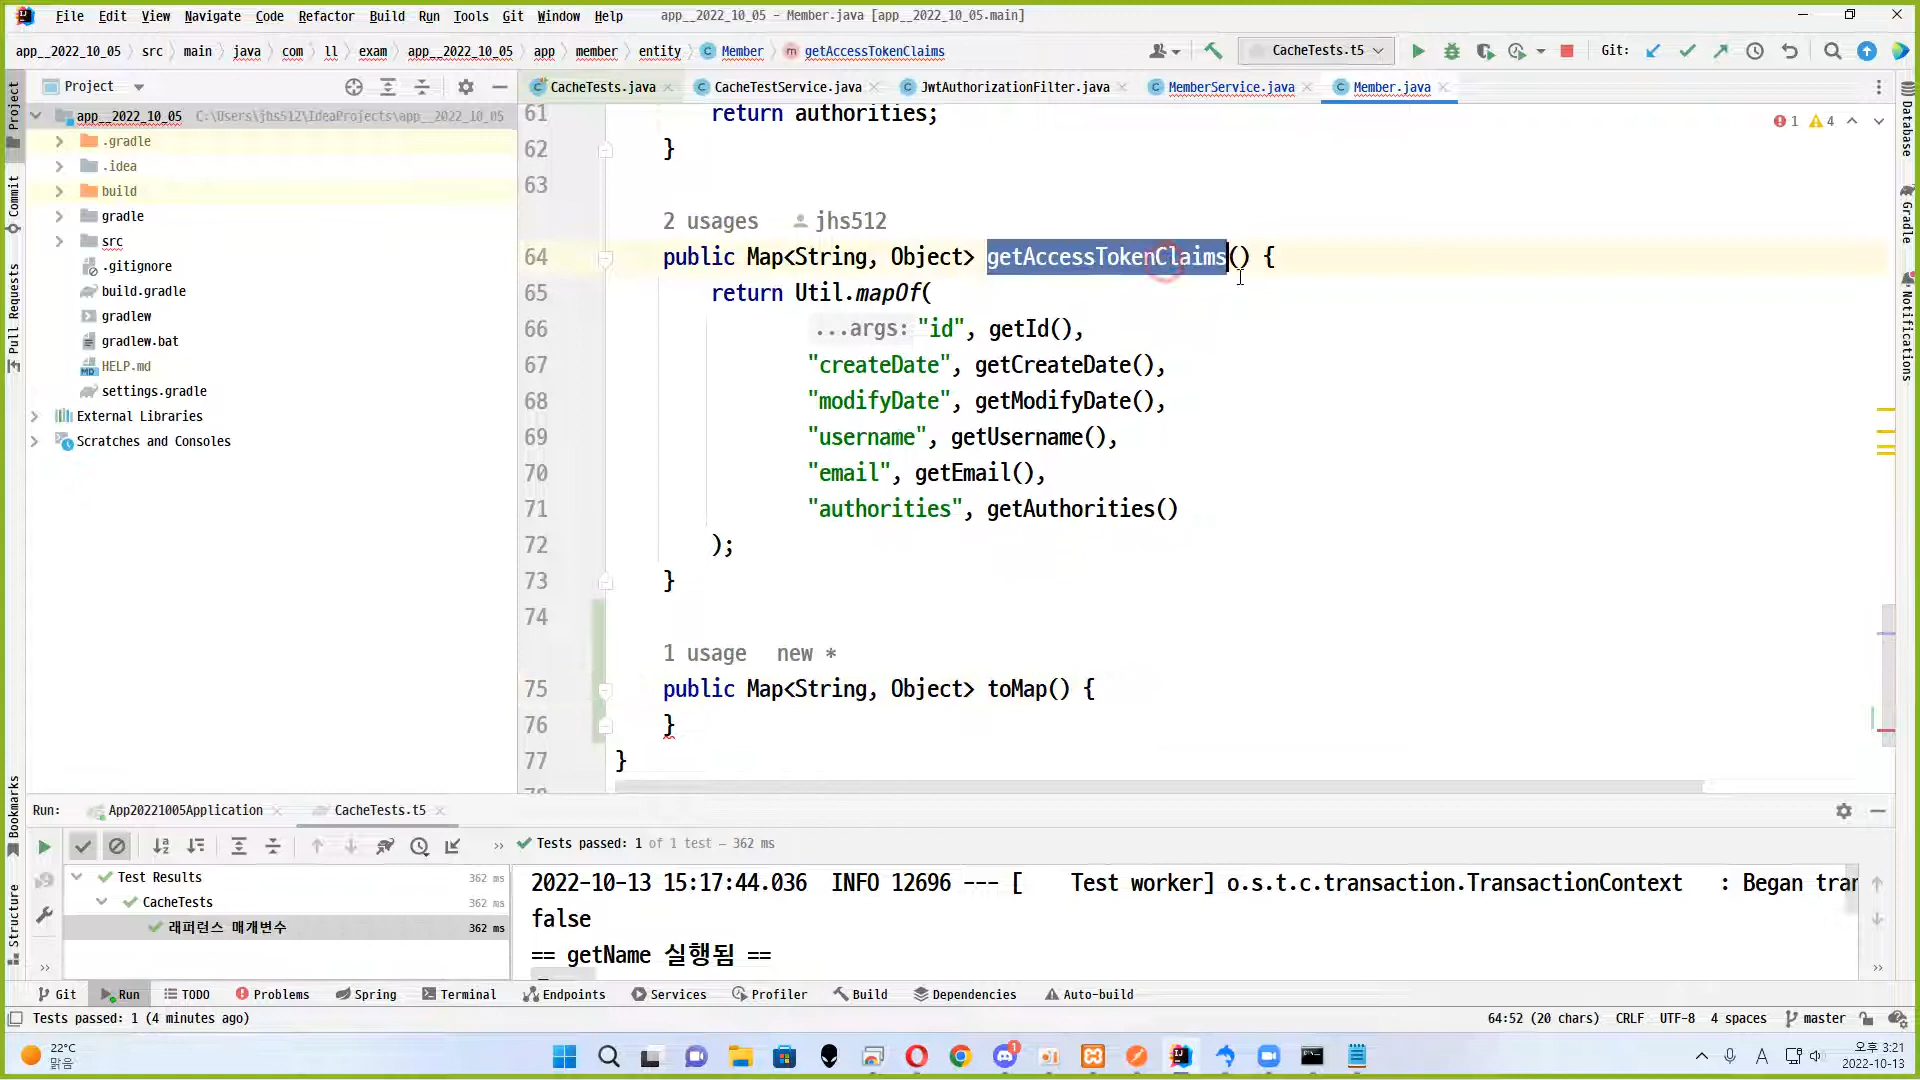 File Edit View Navigate Code Refactor Build Run Tools Git Window Help app__2022_10_05 - Member.java [app__2022_10_05.main]
app__2022_10_05 src main java com ll exam app__2022_10_05 app member entity Member getAccessTokenClaims CacheTests.t5 Git:
Project CacheTests.java CacheTestService.java JwtAuthorizationFilter.java MemberService.java Member.java
app__2022_10_05 C:\Users\jhs512\IdeaProjects\app__2022_10_05
.gradle
.idea
build
gradle
src
.gitignore
build.gradle
gradlew
gradlew.bat
HELP.md
settings.gradle
External Libraries
Scratches and Consoles
Project
Commit
Pull Requests
Bookmarks
Structure
61 return authorities;
62 }
63
2 usages jhs512
64 public Map<String, Object> getAccessTokenClaims() {
65 return Util.mapOf(
66 ...args: "id", getId(),
67 "createDate", getCreateDate(),
68 "modifyDate", getModifyDate(),
69 "username", getUsername(),
70 "email", getEmail(),
71 "authorities", getAuthorities()
72 );
73 }
74
1 usage new *
75 public Map<String, Object> toMap() {
76 }
77 }
1 4
Database
Gradle
Notifications
Run: App20221005Application CacheTests.t5
Tests passed: 1 of 1 test – 362 ms
Test Results 362 ms
CacheTests 362 ms
래퍼런스 매개변수 362 ms
2022-10-13 15:17:44.036 INFO 12696 --- [ Test worker] o.s.t.c.transaction.TransactionContext : Began tran
false
== getName 실행됨 ==
Git Run TODO Problems Spring Terminal Endpoints Services Profiler Build Dependencies Auto-build
Tests passed: 1 (4 minutes ago) 64:52 (20 chars) CRLF UTF-8 4 spaces master
22°C
맑음
1
A
오후 3:21
2022-10-13